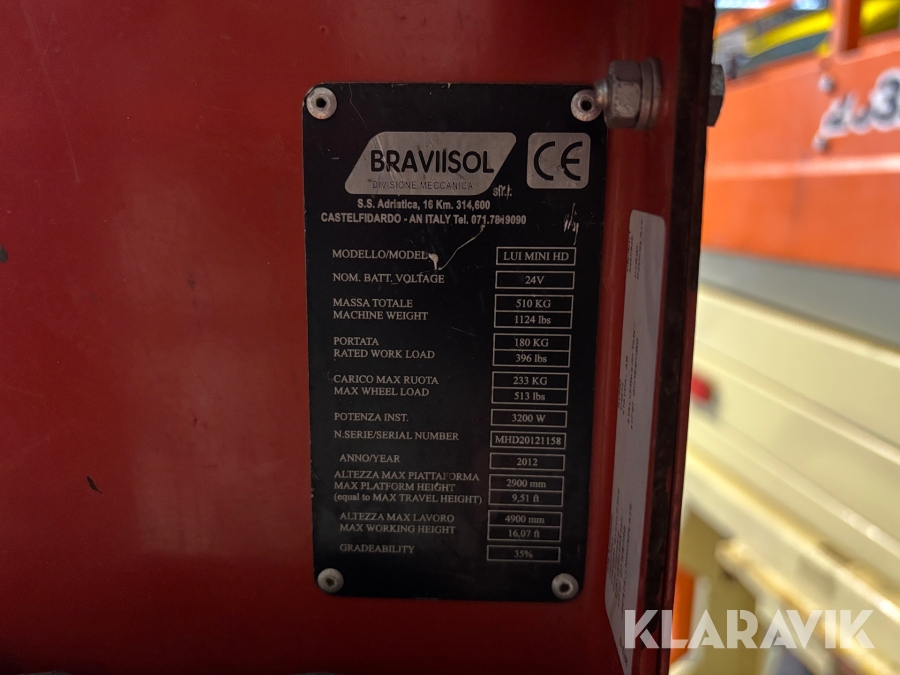 BRAVIISOL
DIVISIONE MECCANICA
CE
S.S. Adriatica, 16 Km. 314,600
CASTELFIDARDO - AN ITALY Tel.
MODELLO/MODEL LUI MINI HD
NOM. BATT. VOLTAGE 24V
MASSA TOTALE 510 KG
MACHINE WEIGHT 1124 lbs
PORTATA 180 KG
RATED WORK LOAD 396 lbs
CARICO MAX RUOTA 233 KG
MAX WHEEL LOAD 513 lbs
POTENZA INST. 3200 W
N.SERIE/SERIAL NUMBER MHD20121158
ANNO/YEAR 2012
ALTEZZA MAX PIATTAFORMA
MAX PLATFORM HEIGHT 2900 mm
(equal to MAX TRAVEL HEIGHT) 9,51 ft
ALTEZZA MAX LAVORO 4900 mm
MAX WORKING HEIGHT 16,07 ft
GRADEABILITY 35%
KLARAVIK